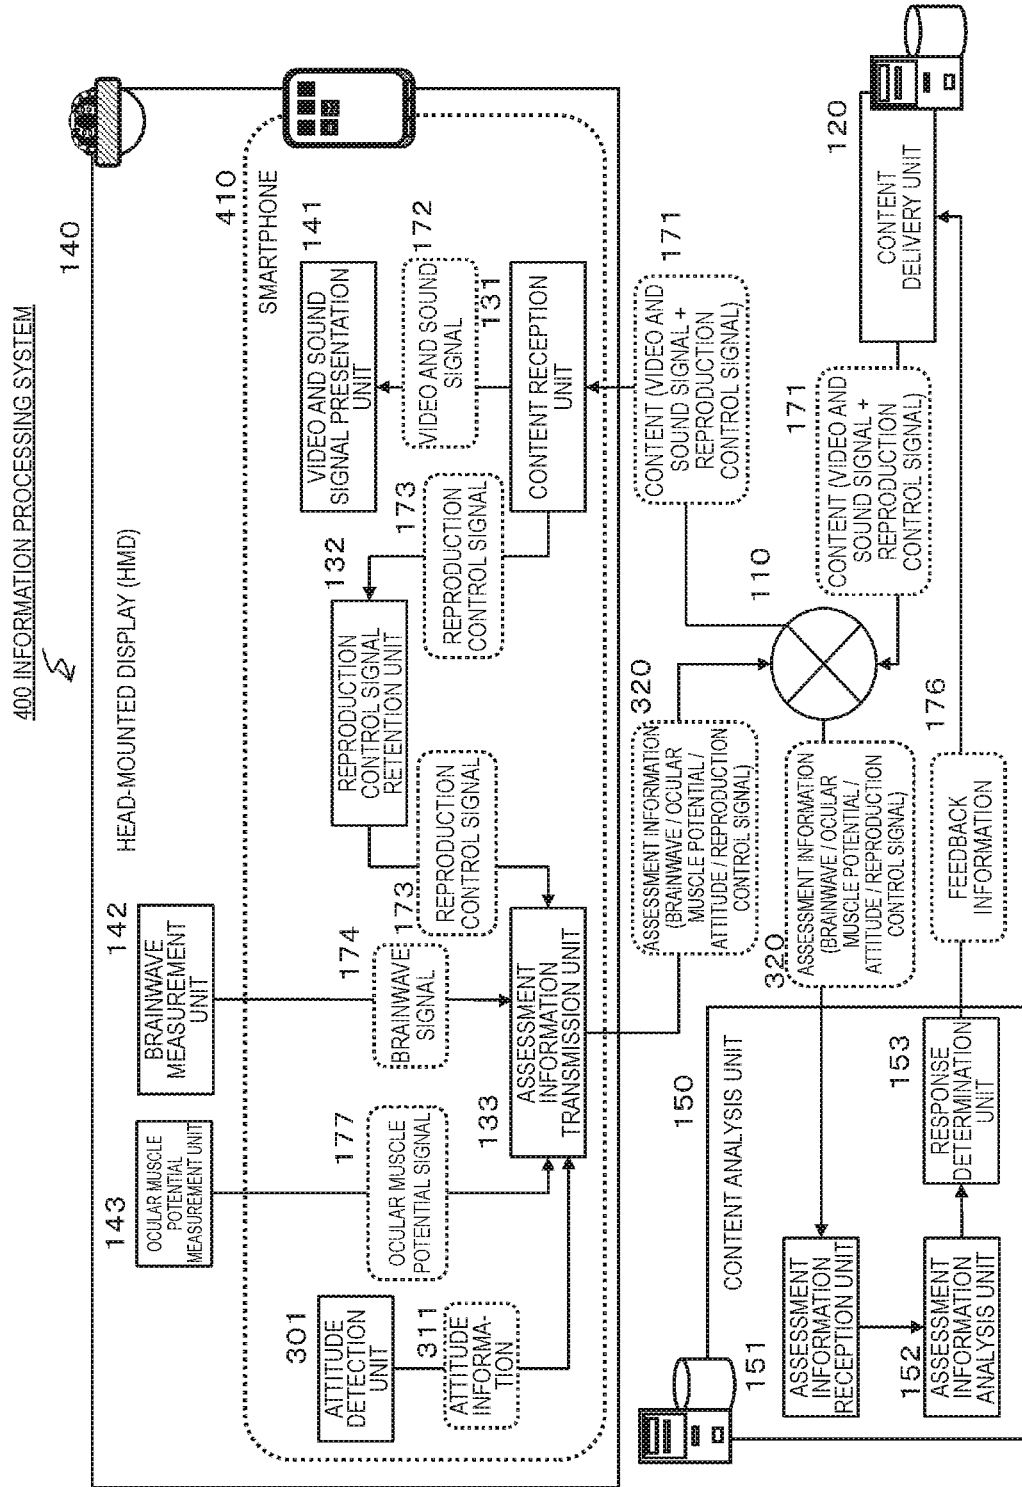 400 INFORMATION PROCESSING SYSTEM
140
HEAD-MOUNTED DISPLAY (HMD)
143
OCULAR MUSCLE
POTENTIAL
MEASUREMENT UNIT
142
BRAINWAVE
MEASUREMENT
UNIT
410
SMARTPHONE
301
ATTITUDE
DETECTION
UNIT
311
ATTITUDE
INFORMA-
TION
177
OCULAR MUSCLE
POTENTIAL SIGNAL
174
BRAINWAVE
SIGNAL
133
ASSESSMENT
INFORMATION
TRANSMISSION UNIT
173
REPRODUCTION
CONTROL SIGNAL
132
REPRODUCTION
CONTROL SIGNAL
RETENTION UNIT
173
REPRODUCTION
CONTROL SIGNAL
141
VIDEO AND SOUND
SIGNAL PRESENTATION
UNIT
172
VIDEO AND SOUND
SIGNAL
131
CONTENT RECEPTION
UNIT
320
ASSESSMENT INFORMATION
(BRAINWAVE / OCULAR
MUSCLE POTENTIAL /
ATTITUDE / REPRODUCTION
CONTROL SIGNAL)
171
CONTENT (VIDEO AND
SOUND SIGNAL +
REPRODUCTION
CONTROL SIGNAL)
110
150
CONTENT ANALYSIS UNIT
151
ASSESSMENT
INFORMATION
RECEPTION UNIT
152
ASSESSMENT
INFORMATION
ANALYSIS UNIT
153
RESPONSE
DETERMINATION
UNIT
320
ASSESSMENT INFORMATION
(BRAINWAVE / OCULAR
MUSCLE POTENTIAL /
ATTITUDE / REPRODUCTION
CONTROL SIGNAL)
176
FEEDBACK
INFORMATION
171
CONTENT (VIDEO AND
SOUND SIGNAL +
REPRODUCTION
CONTROL SIGNAL)
120
CONTENT
DELIVERY UNIT